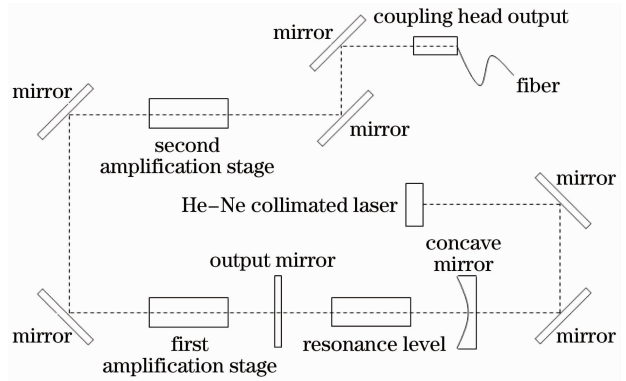 coupling head output
mirror
fiber
mirror
mirror
second
amplification stage
mirror
He–Ne collimated laser
concave
mirror
output mirror
mirror
first
amplification stage
resonance level
mirror